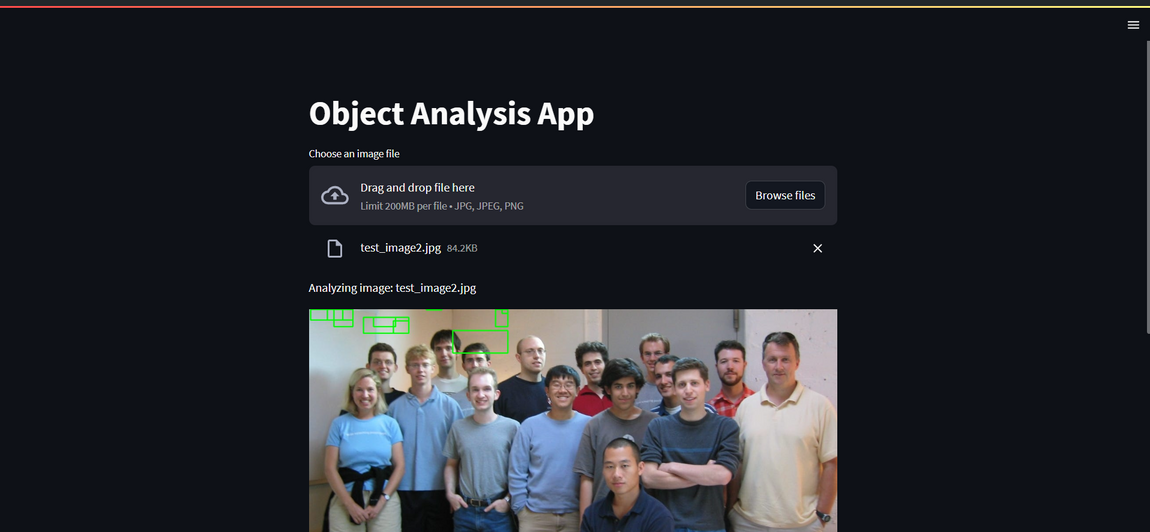 Object Analysis App
Choose an image file
Drag and drop file here
Limit 200MB per file • JPG, JPEG, PNG
Browse files
test_image2.jpg 84.2KB
Analyzing image: test_image2.jpg